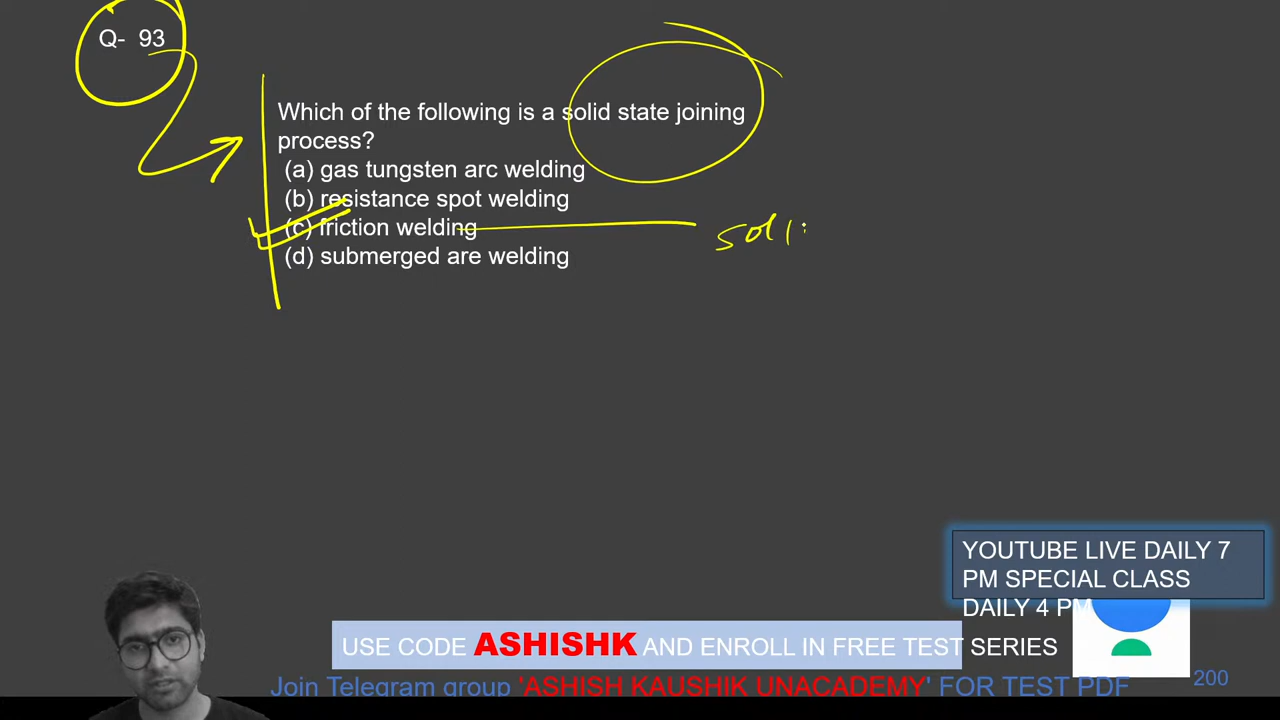 Q- 93
Which of the following is a solid state joining
process?
(a) gas tungsten arc welding
(b) resistance spot welding
(c) friction welding
soli
(d) submerged are welding
YOUTUBE LIVE DAILY 7
PM SPECIAL CLASS
DAILY 4 PM
USE CODE ASHISHK AND ENROLL IN FREE TEST SERIES
Join Telegram group 'ASHISH KAUSHIK UNACADEMY' FOR TEST PDF
200